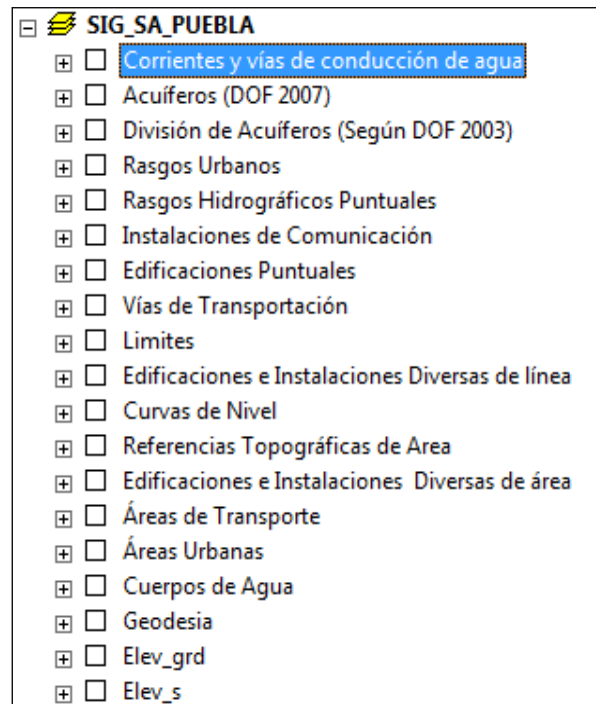 SIG_SA_PUEBLA
Corrientes y vías de conducción de agua
Acuíferos (DOF 2007)
División de Acuíferos (Según DOF 2003)
Rasgos Urbanos
Rasgos Hidrográficos Puntuales
Instalaciones de Comunicación
Edificaciones Puntuales
Vías de Transportación
Limites
Edificaciones e Instalaciones Diversas de línea
Curvas de Nivel
Referencias Topográficas de Area
Edificaciones e Instalaciones  Diversas de área
Áreas de Transporte
Áreas Urbanas
Cuerpos de Agua
Geodesia
Elev_grd
Elev_s